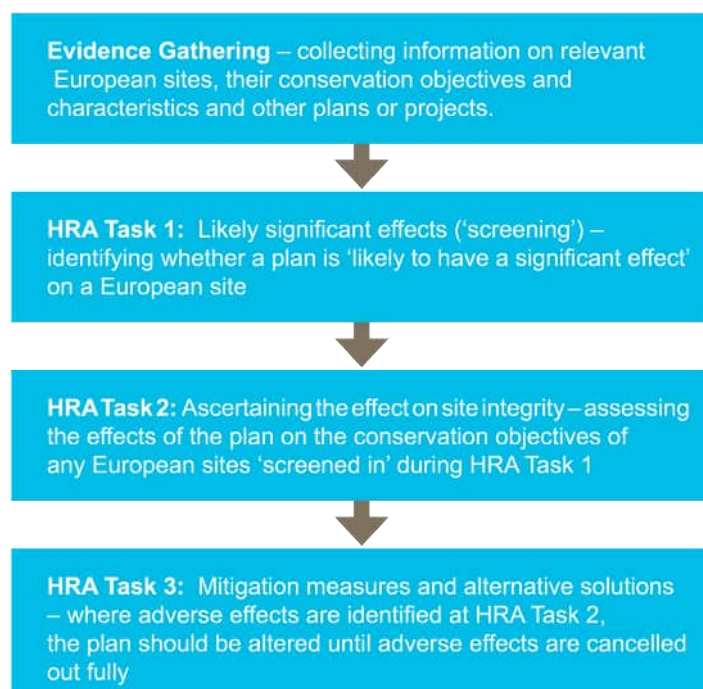 Evidence Gathering – collecting information on relevant
European sites, their conservation objectives and
characteristics and other plans or projects.
HRA Task 1: Likely significant effects (‘screening’) –
identifying whether a plan is ‘likely to have a significant effect’
on a European site
HRA Task 2: Ascertaining the effect on site integrity – assessing
the effects of the plan on the conservation objectives of
any European sites ‘screened in’ during HRA Task 1
HRA Task 3: Mitigation measures and alternative solutions
– where adverse effects are identified at HRA Task 2,
the plan should be altered until adverse effects are cancelled
out fully